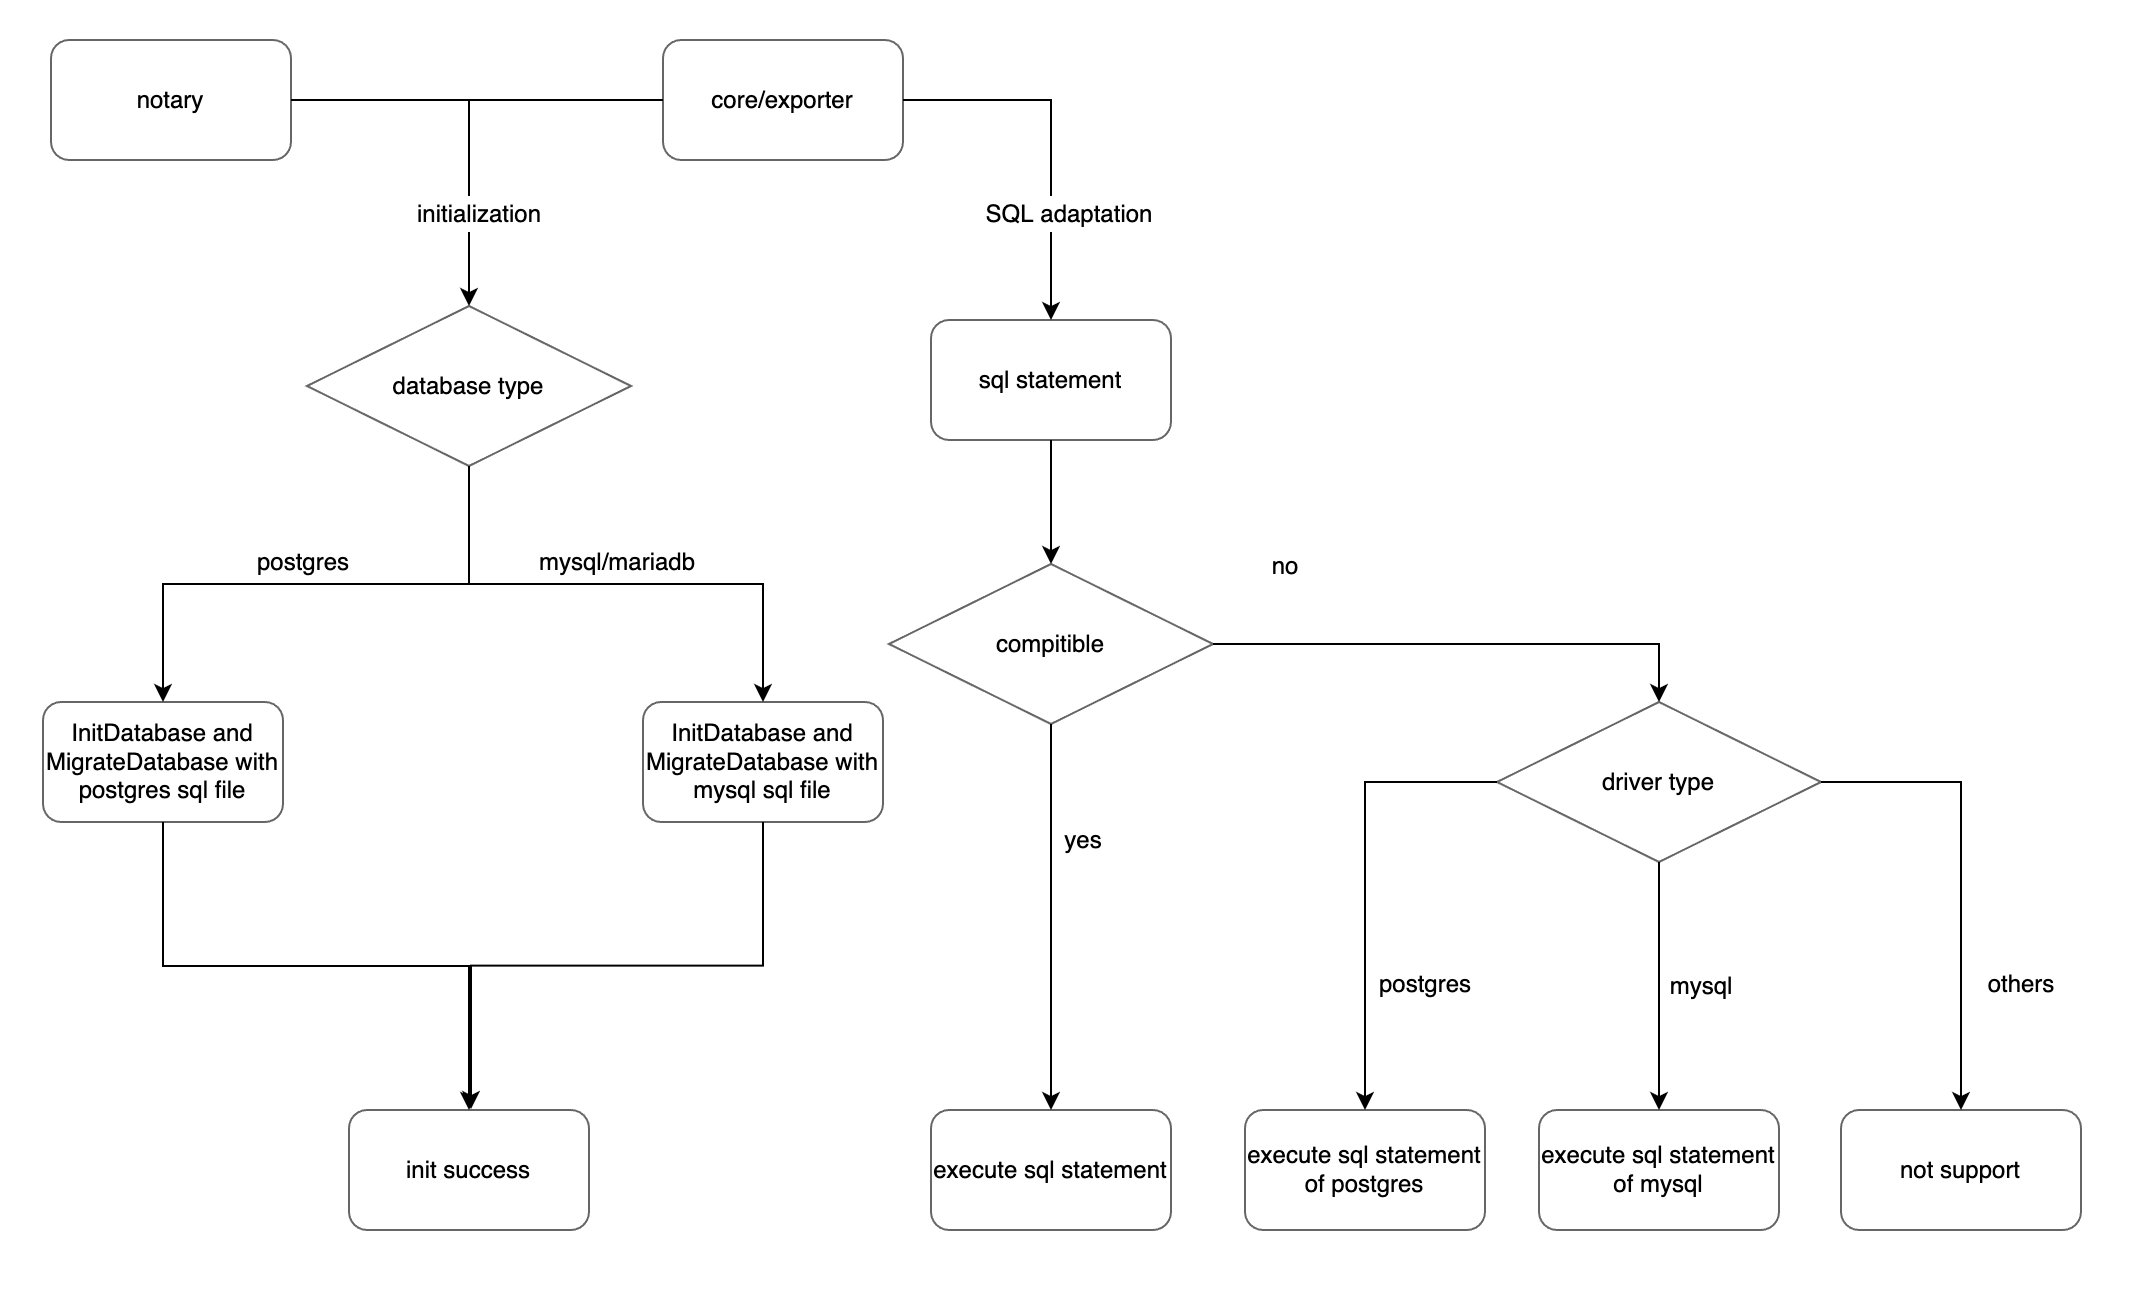 notary
core/exporter
initialization
SQL adaptation
database type
sql statement
postgres
mysql/mariadb
no
compitible
InitDatabase and
MigrateDatabase with
postgres sql file
InitDatabase and
MigrateDatabase with
mysql sql file
driver type
yes
postgres
mysql
others
init success
execute sql statement
execute sql statement
of postgres
execute sql statement
of mysql
not support